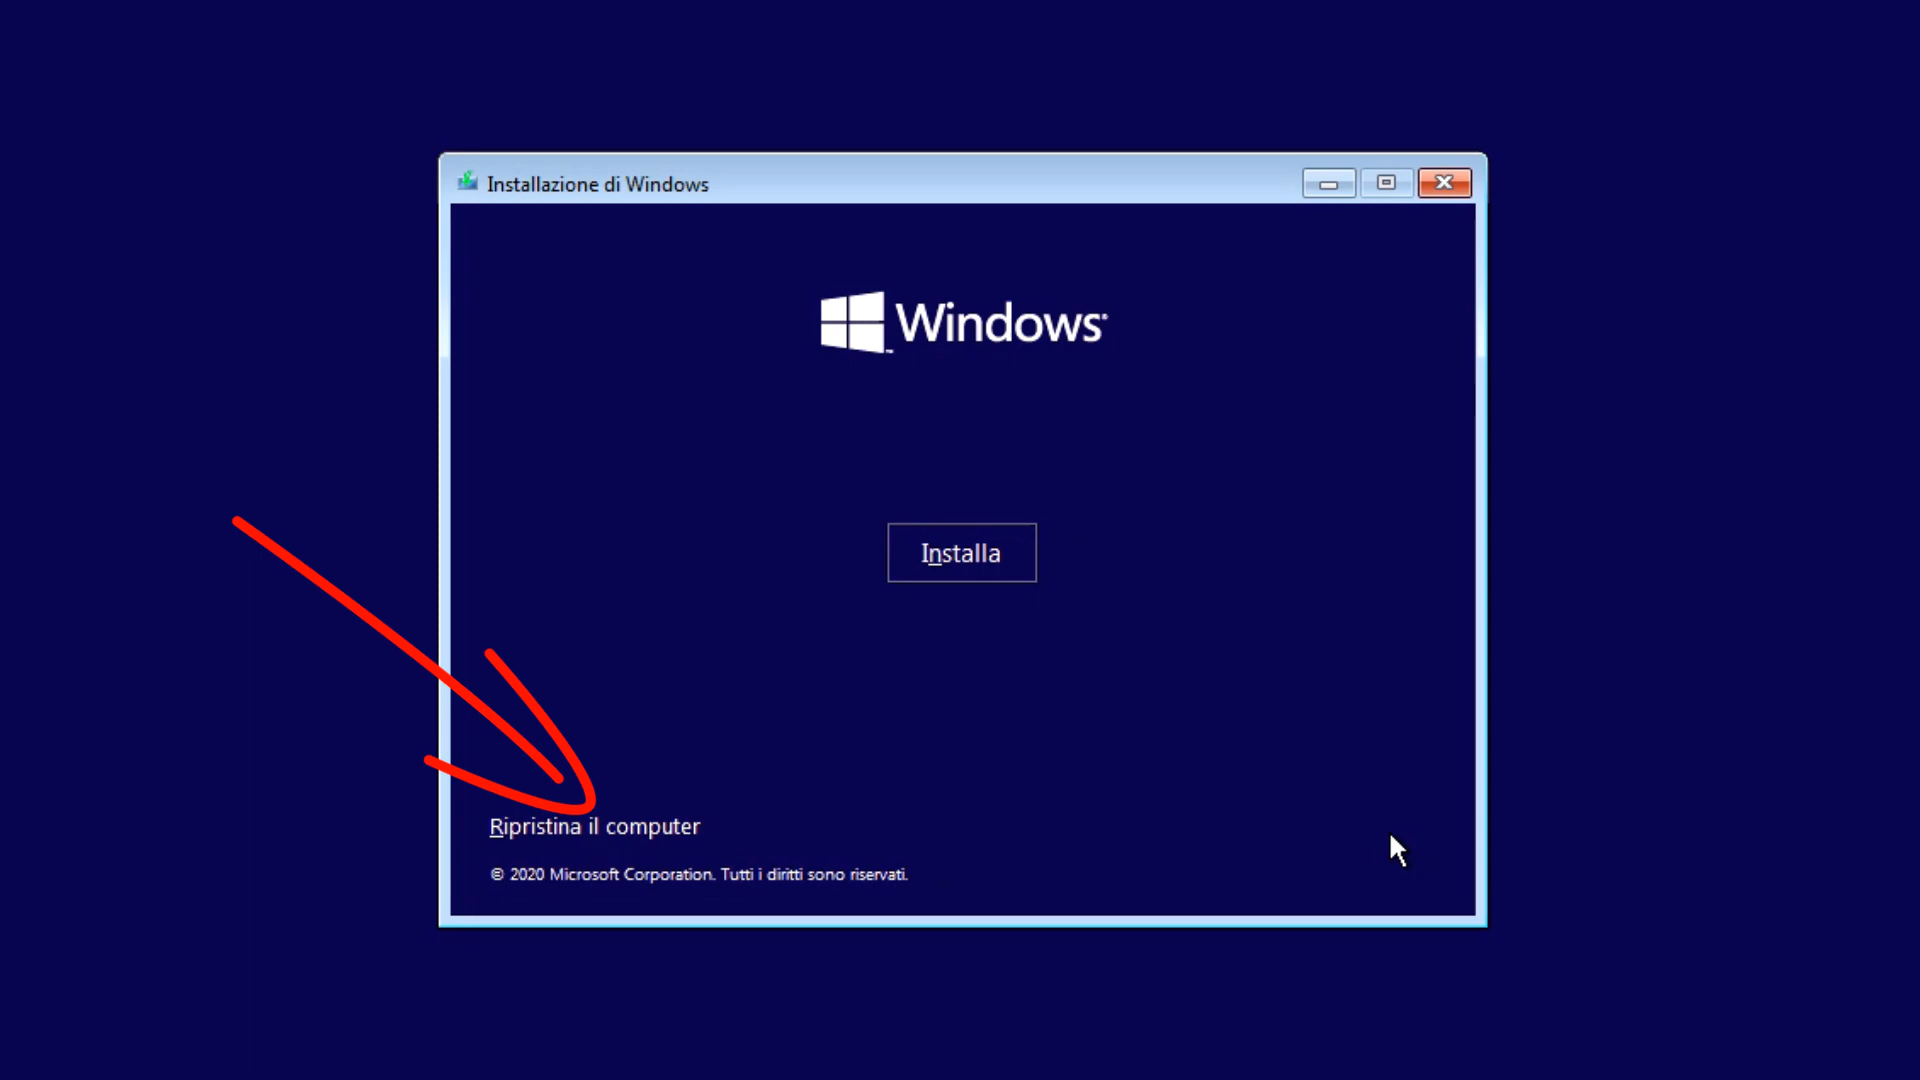 Installazione di Windows
Windows
Installa
Ripristina il computer
© 2020 Microsoft Corporation. Tutti i diritti sono riservati.